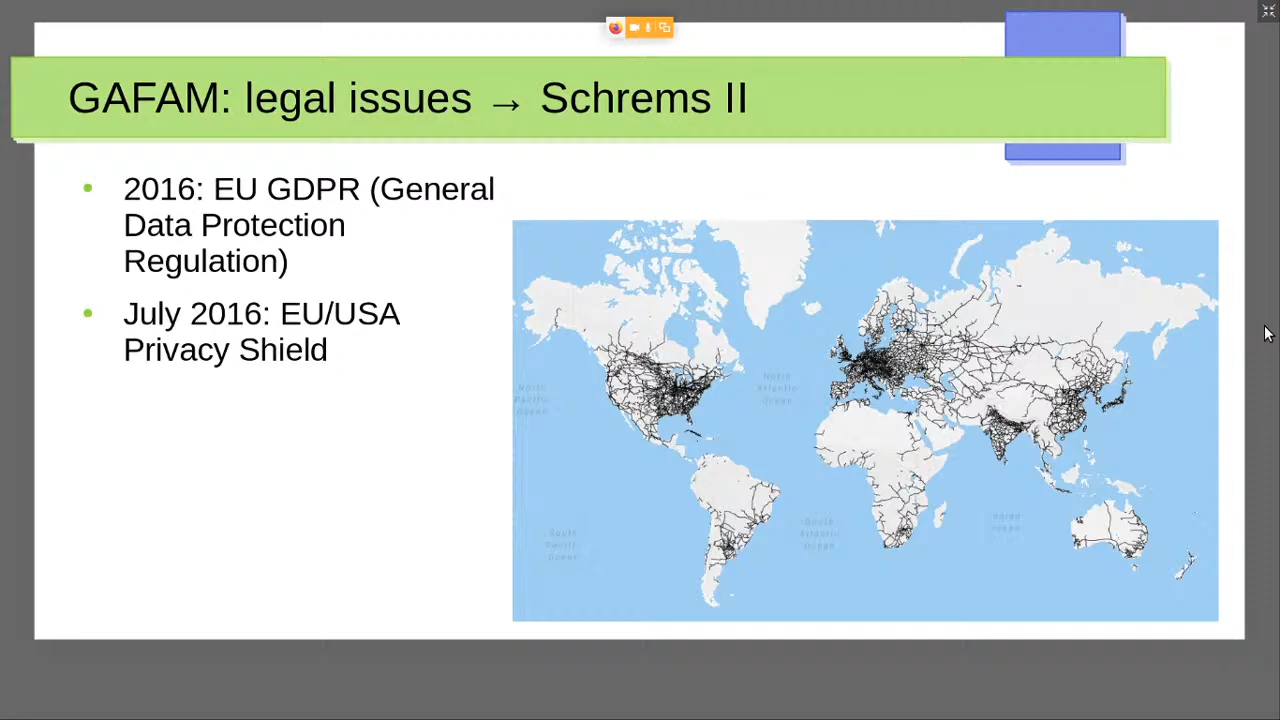 GAFAM: legal issues → Schrems II
• 2016: EU GDPR (General
Data Protection
Regulation)
• July 2016: EU/USA
Privacy Shield
North
Pacific
Ocean
North
Atlantic
Ocean
South
Pacific
Ocean
South
Atlantic
Ocean
Indian
Ocean